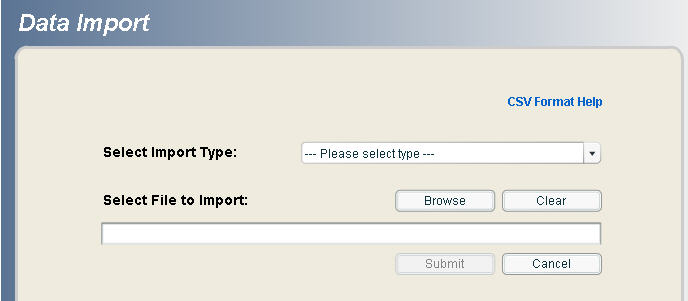 Data Import
CSV Format Help
Select Import Type:
--- Please select type ---
Select File to Import:
Browse
Clear
Submit
Cancel